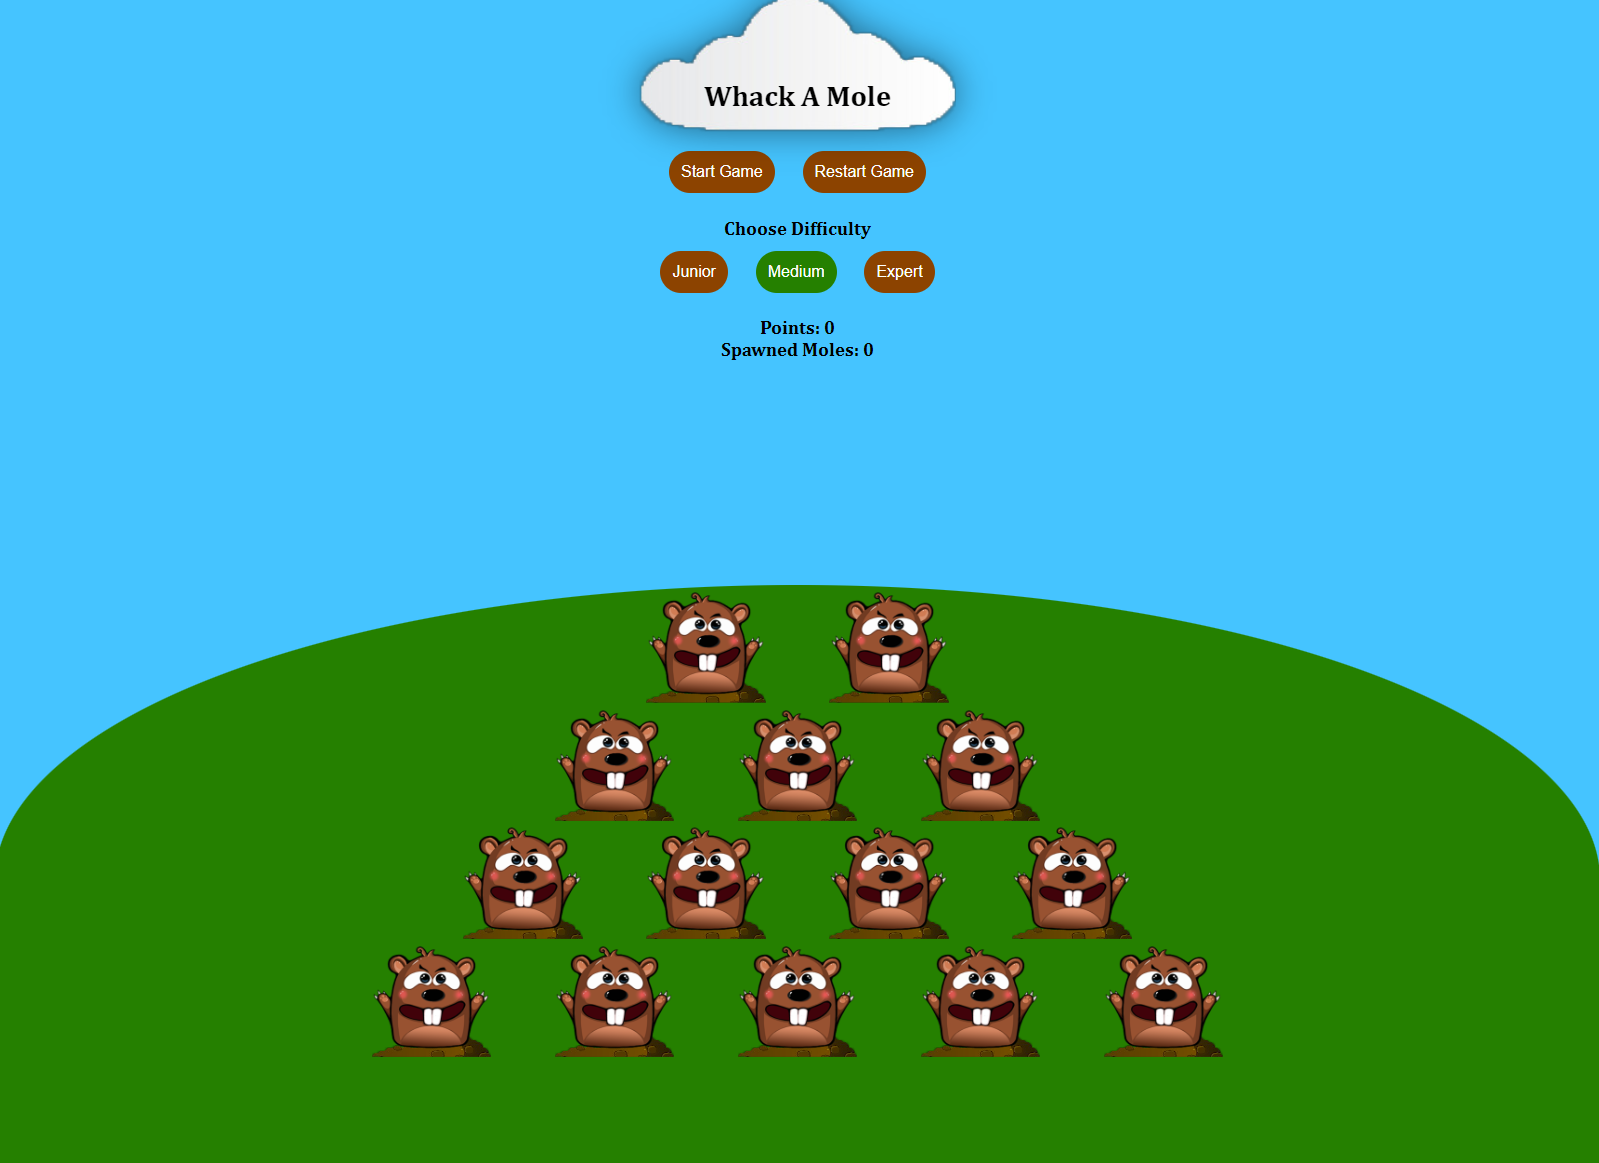 Whack A Mole
Start Game Restart Game
Choose Difficulty
Junior Medium Expert
Points: 0
Spawned Moles: 0